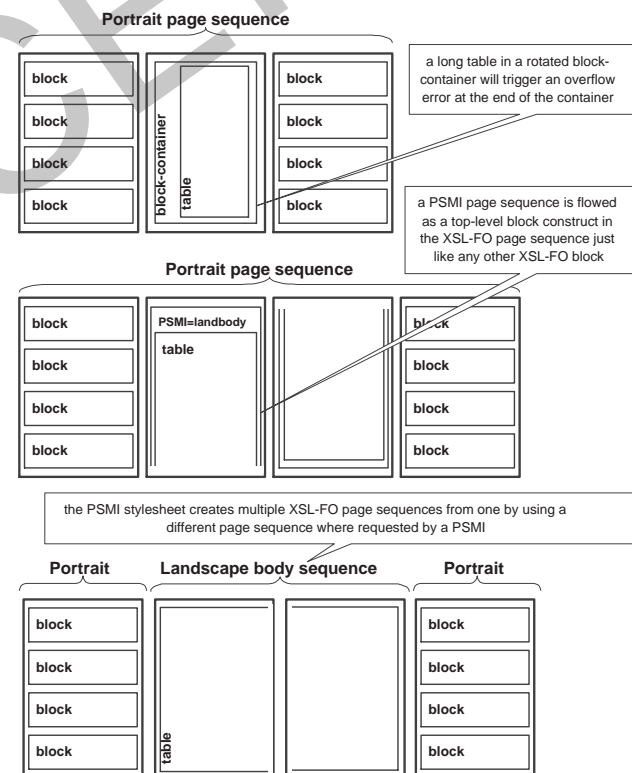 Portrait page sequence
a long table in a rotated block-
container will trigger an overflow
error at the end of the container
block
block
block
block
block-container
table
block
block
block
block
a PSMI page sequence is flowed
as a top-level block construct in
the XSL-FO page sequence just
like any other XSL-FO block
Portrait page sequence
block
block
block
block
PSMI=landbody
table
block
block
block
block
the PSMI stylesheet creates multiple XSL-FO page sequences from one by using a
different page sequence where requested by a PSMI
Portrait
Landscape body sequence
Portrait
block
block
block
block
table
block
block
block
block